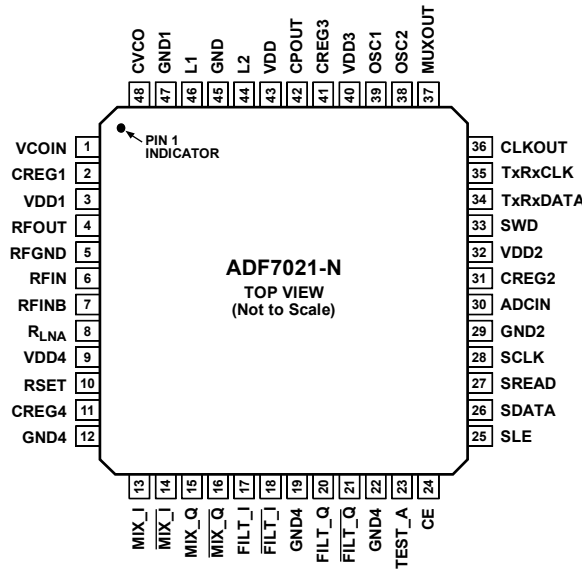 CVCO
GND1
L1
GND
L2
VDD
CPOUT
CREG3
VDD3
OSC1
OSC2
MUXOUT
48
47
46
45
44
43
42
41
40
39
38
37
PIN 1
INDICATOR
VCOIN 1
CREG1 2
VDD1 3
RFOUT 4
RFGND 5
RFIN 6
RFINB 7
RLNA 8
VDD4 9
RSET 10
CREG4 11
GND4 12
ADF7021-N
TOP VIEW
(Not to Scale)
36 CLKOUT
35 TxRxCLK
34 TxRxDATA
33 SWD
32 VDD2
31 CREG2
30 ADCIN
29 GND2
28 SCLK
27 SREAD
26 SDATA
25 SLE
13
14
15
16
17
18
19
20
21
22
23
24
MIX_I
MIX_I
MIX_Q
MIX_Q
FILT_I
FILT_I
GND4
FILT_Q
FILT_Q
GND4
TEST_A
CE